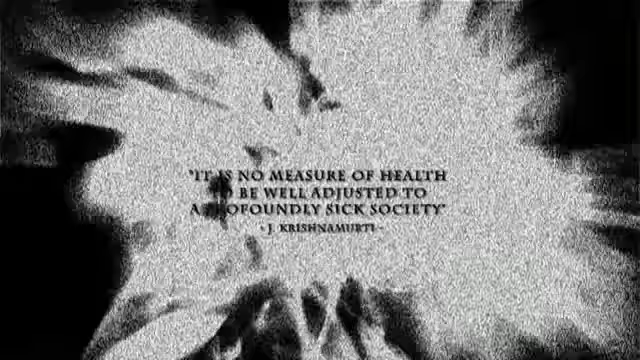 "IT IS NO MEASURE OF HEALTH
TO BE WELL ADJUSTED TO
A PROFOUNDLY SICK SOCIETY"
- J. KRISHNAMURTI -